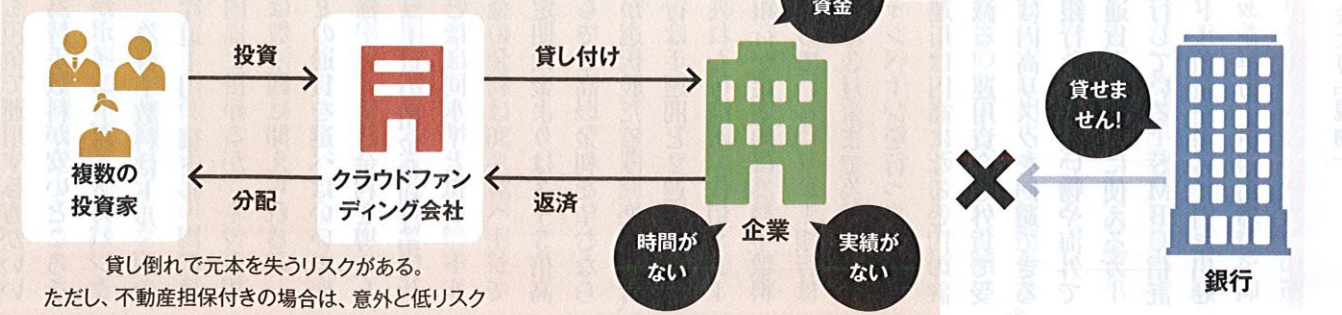 資金
投資
貸し付け
貸せま
せん!
複数の
投資家
分配
クラウドファン
ディング会社
返済
企業
時間が
ない
実績が
ない
銀行
貸し倒れで元本を失うリスクがある。
ただし、不動産担保付きの場合は、意外と低リスク